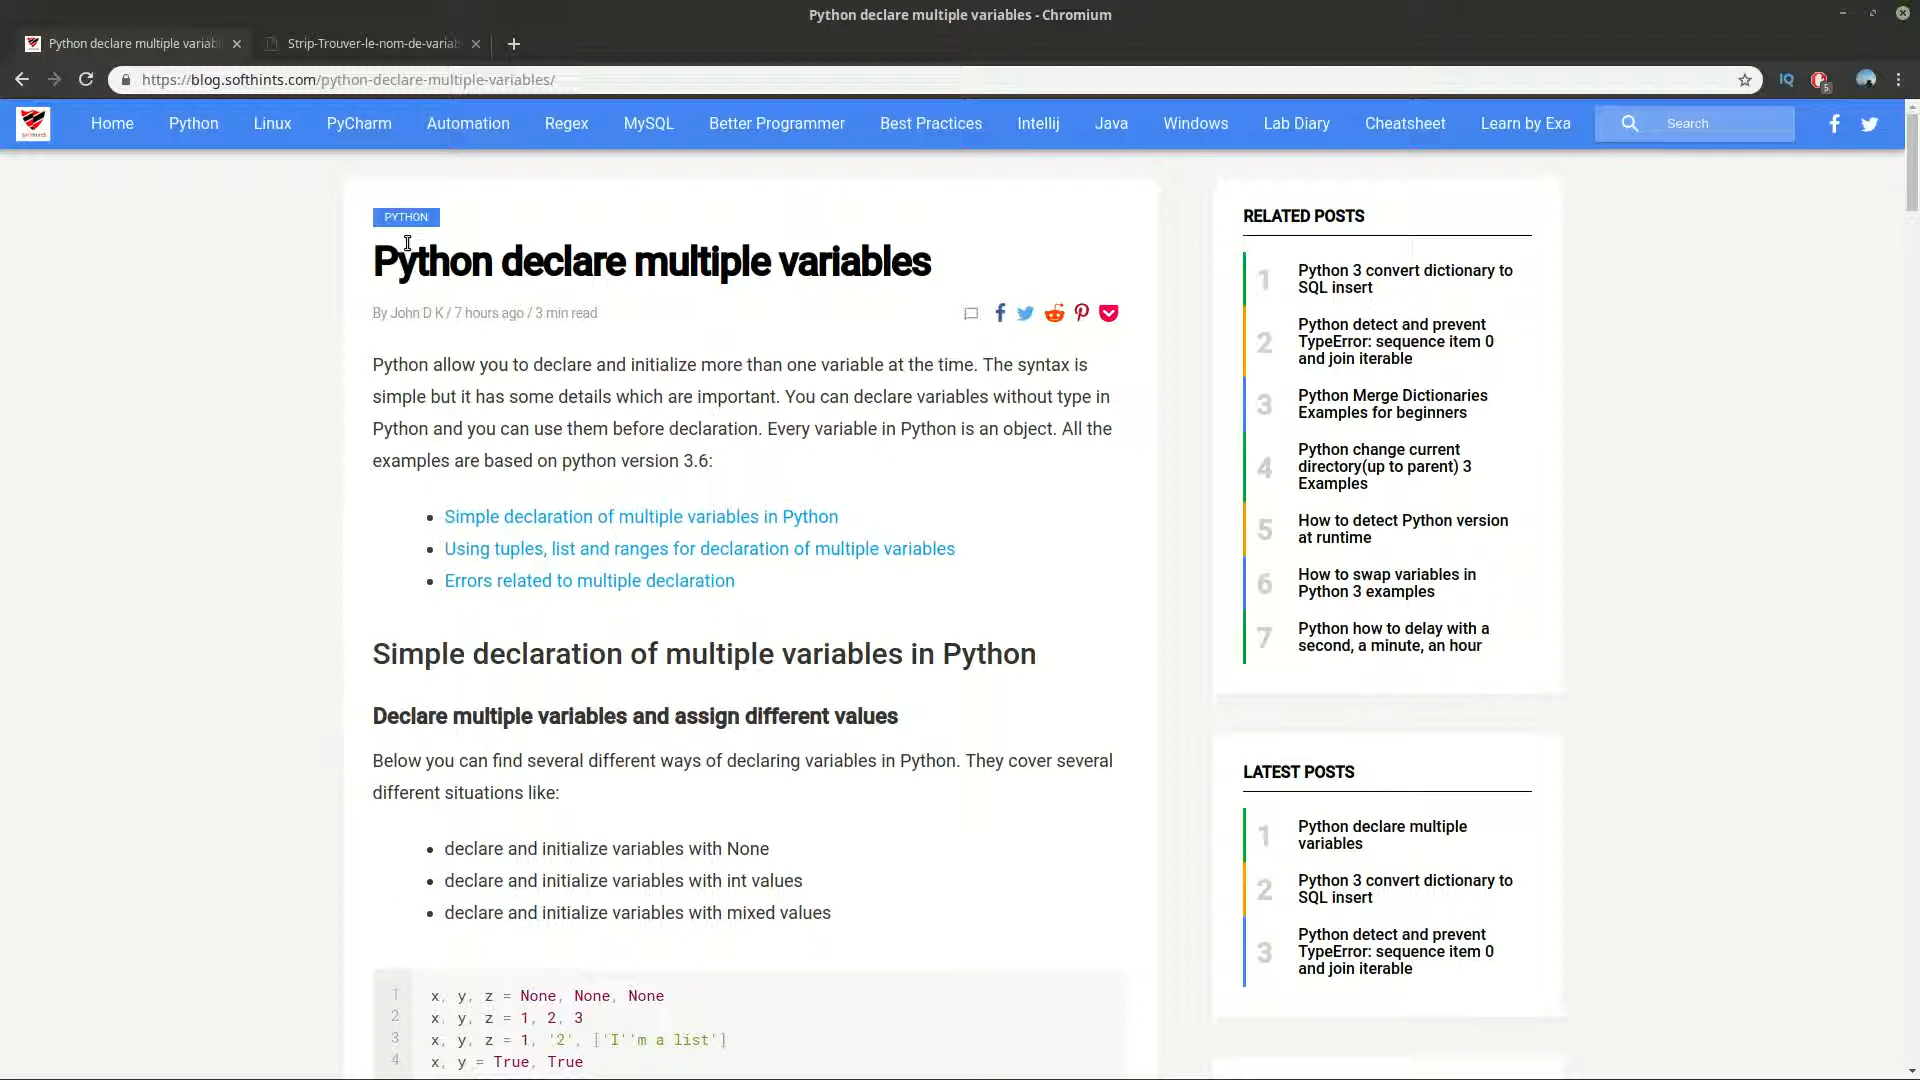 Python declare multiple variables - Chromium
Python declare multiple variabl
Strip-Trouver-le-nom-de-variab
https://blog.softhints.com/python-declare-multiple-variables/
IQ
5
Home Python Linux PyCharm Automation Regex MySQL Better Programmer Best Practices Intellij Java Windows Lab Diary Cheatsheet Learn by Exa
Search
PYTHON
Python declare multiple variables
By John D K / 7 hours ago / 3 min read
Python allow you to declare and initialize more than one variable at the time. The syntax is
simple but it has some details which are important. You can declare variables without type in
Python and you can use them before declaration. Every variable in Python is an object. All the
examples are based on python version 3.6:
• Simple declaration of multiple variables in Python
• Using tuples, list and ranges for declaration of multiple variables
• Errors related to multiple declaration
Simple declaration of multiple variables in Python
Declare multiple variables and assign different values
Below you can find several different ways of declaring variables in Python. They cover several
different situations like:
• declare and initialize variables with None
• declare and initialize variables with int values
• declare and initialize variables with mixed values
1 x, y, z = None, None, None
2 x, y, z = 1, 2, 3
3 x, y, z = 1, '2', ['I''m a list']
4 x, y = True, True
RELATED POSTS
1 Python 3 convert dictionary to
SQL insert
2 Python detect and prevent
TypeError: sequence item 0
and join iterable
3 Python Merge Dictionaries
Examples for beginners
4 Python change current
directory(up to parent) 3
Examples
5 How to detect Python version
at runtime
6 How to swap variables in
Python 3 examples
7 Python how to delay with a
second, a minute, an hour
LATEST POSTS
1 Python declare multiple
variables
2 Python 3 convert dictionary to
SQL insert
3 Python detect and prevent
TypeError: sequence item 0
and join iterable